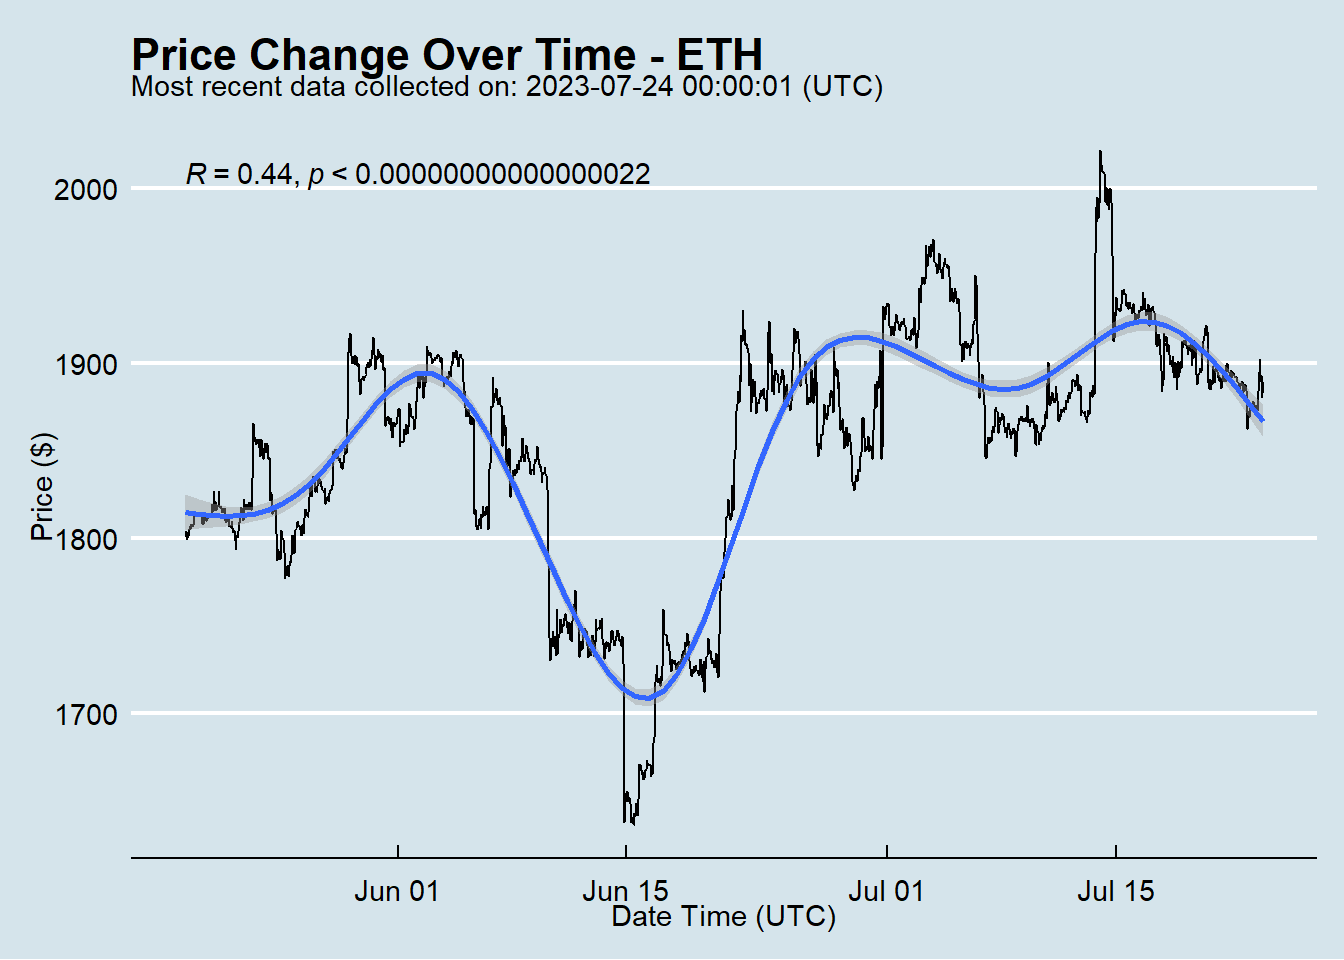 Price Change Over Time - ETH
Most recent data collected on: 2023-07-24 00:00:01 (UTC)
R = 0.44, p < 0.00000000000000022
2000
1900
1800
1700
Price ($)
Jun 01
Jun 15
Jul 01
Jul 15
Date Time (UTC)